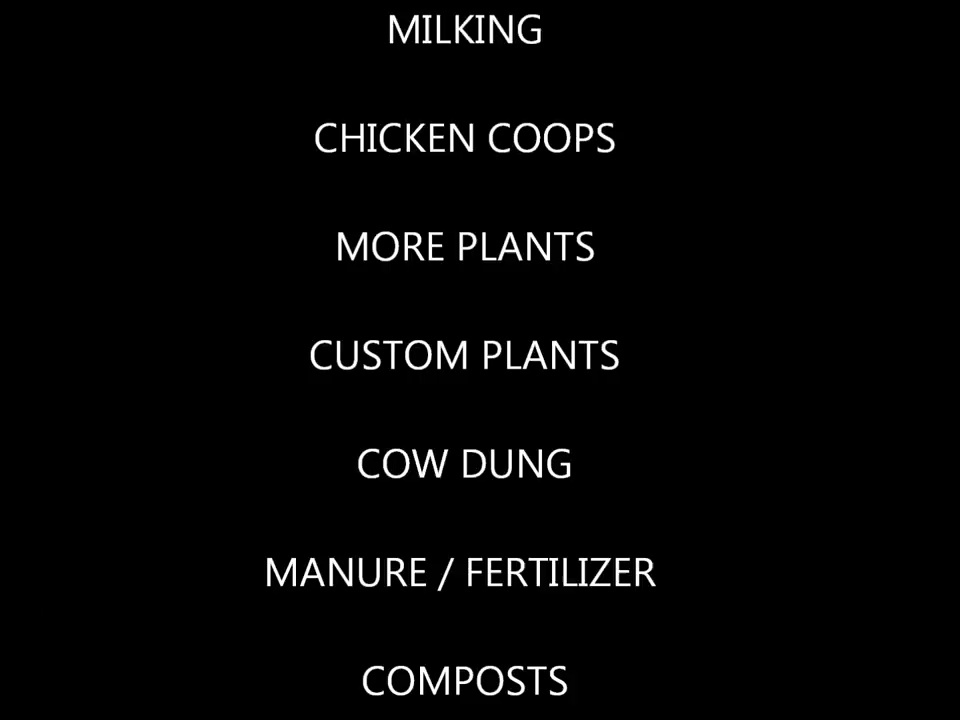 MILKING
CHICKEN COOPS
MORE PLANTS
CUSTOM PLANTS
COW DUNG
MANURE / FERTILIZER
COMPOSTS